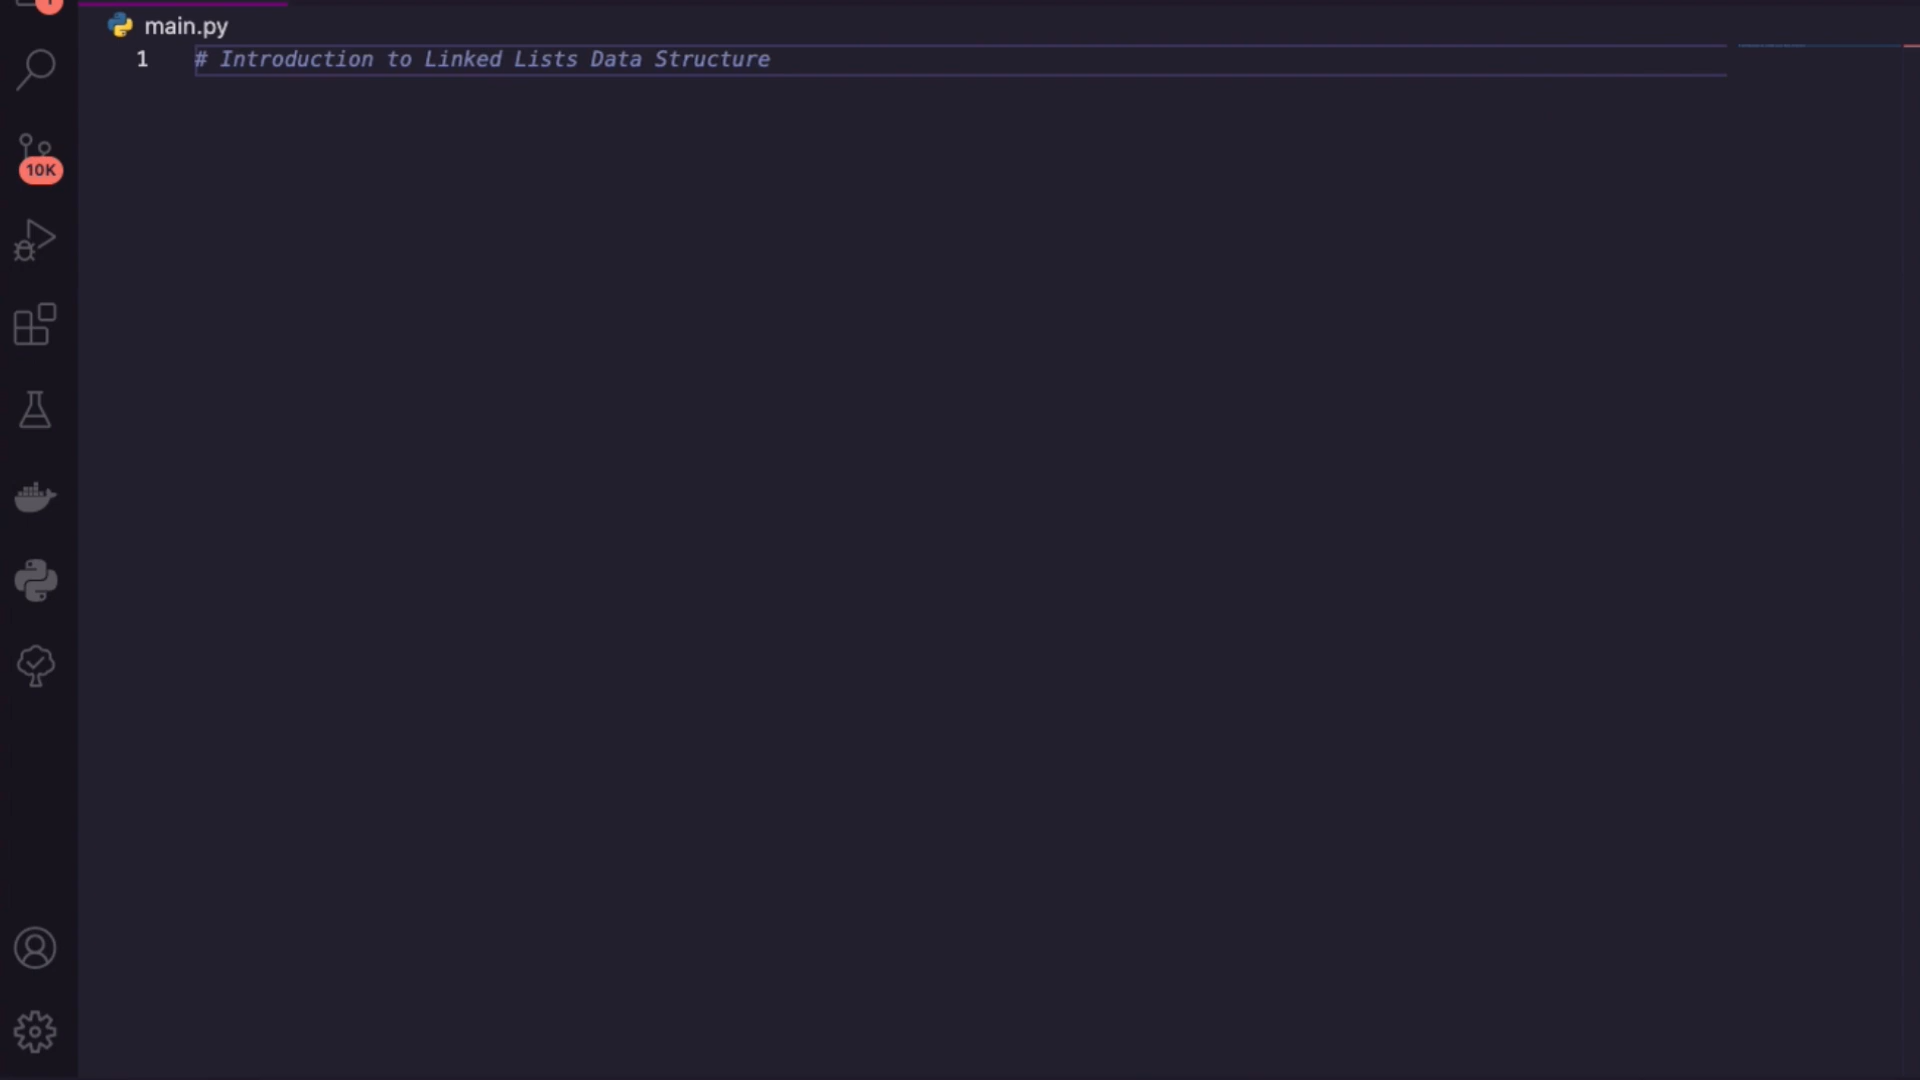 main.py
1 # Introduction to Linked Lists Data Structure
10K